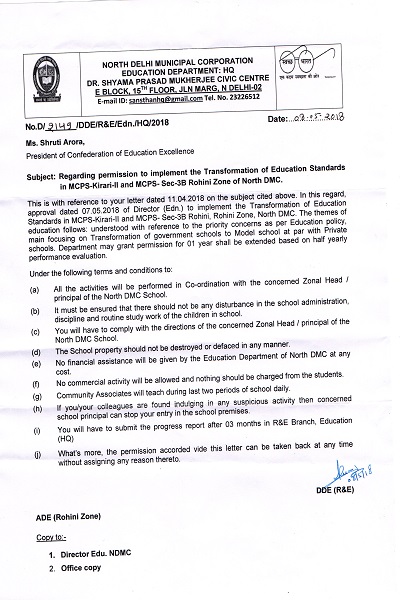 NORTH DELHI MUNICIPAL CORPORATION
EDUCATION DEPARTMENT: HQ
DR. SHYAMA PRASAD MUKHERJEE CIVIC CENTRE
E BLOCK, 15TH FLOOR, JLN MARG, N DELHI-02
E-mail ID: sansthanhq@gmail.com Tel. No. 23226512
स्वच्छ भारत
एक कदम स्वच्छता की ओर
No.D/ 2149 /DDE/R&E/Edn./HQ/2018
Date: 08.05.2018
Ms. Shruti Arora,
President of Confederation of Education Excellence
Subject: Regarding permission to implement the Transformation of Education Standards
in MCPS-Kirari-II and MCPS- Sec-3B Rohini Zone of North DMC.
This is with reference to your letter dated 11.04.2018 on the subject cited above. In this regard,
approval dated 07.05.2018 of Director (Edn.) to implement the Transformation of Education
Standards in MCPS-Kirari-II and MCPS- Sec-3B Rohini, Rohini Zone, North DMC. The themes of
education follows: understood with reference to the priority concerns as per Education policy,
main focusing on Transformation of government schools to Model school at par with Private
schools. Department may grant permission for 01 year shall be extended based on half yearly
performance evaluation.
Under the following terms and conditions to:
(a) All the activities will be performed in Co-ordination with the concerned Zonal Head /
principal of the North DMC School.
(b) It must be ensured that there should not be any disturbance in the school administration,
discipline and routine study work of the children in school.
(c) You will have to comply with the directions of the concerned Zonal Head / principal of the
North DMC School.
(d) The School property should not be destroyed or defaced in any manner.
(e) No financial assistance will be given by the Education Department of North DMC at any
cost.
(f) No commercial activity will be allowed and nothing should be charged from the students.
(g) Community Associates will teach during last two periods of school daily.
(h) If you/your colleagues are found indulging in any suspicious activity then concerned
school principal can stop your entry in the school premises.
(i) You will have to submit the progress report after 03 months in R&E Branch, Education
(HQ)
(j) What's more, the permission accorded vide this letter can be taken back at any time
without assigning any reason thereto.
DDE (R&E)
ADE (Rohini Zone)
Copy to:-
1. Director Edu. NDMC
2. Office copy